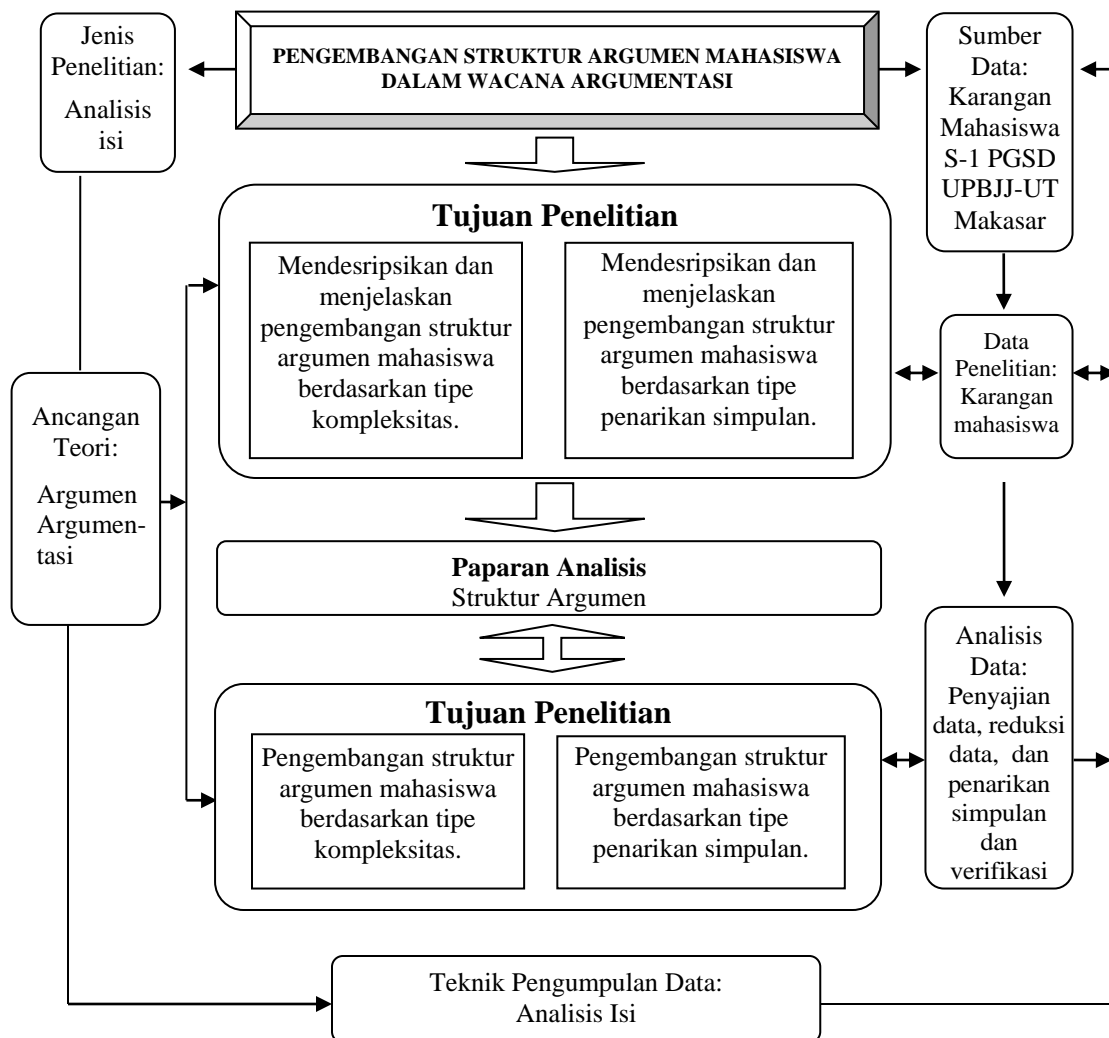 Jenis
Penelitian:
Analisis
isi
PENGEMBANGAN STRUKTUR ARGUMEN MAHASISWA
DALAM WACANA ARGUMENTASI
Sumber
Data:
Karangan
Mahasiswa
S-1 PGSD
UPBJJ-UT
Makasar
Tujuan Penelitian
Mendesripsikan dan
menjelaskan
pengembangan struktur
argumen mahasiswa
berdasarkan tipe
kompleksitas.
Mendesripsikan dan
menjelaskan
pengembangan struktur
argumen mahasiswa
berdasarkan tipe
penarikan simpulan.
Data
Penelitian:
Karangan
mahasiswa
Ancangan
Teori:
Argumen
Argumen-
tasi
Paparan Analisis
Struktur Argumen
Tujuan Penelitian
Pengembangan struktur
argumen mahasiswa
berdasarkan tipe
kompleksitas.
Pengembangan struktur
argumen mahasiswa
berdasarkan tipe
penarikan simpulan.
Analisis
Data:
Penyajian
data, reduksi
data, dan
penarikan
simpulan
dan
verifikasi
Teknik Pengumpulan Data:
Analisis Isi